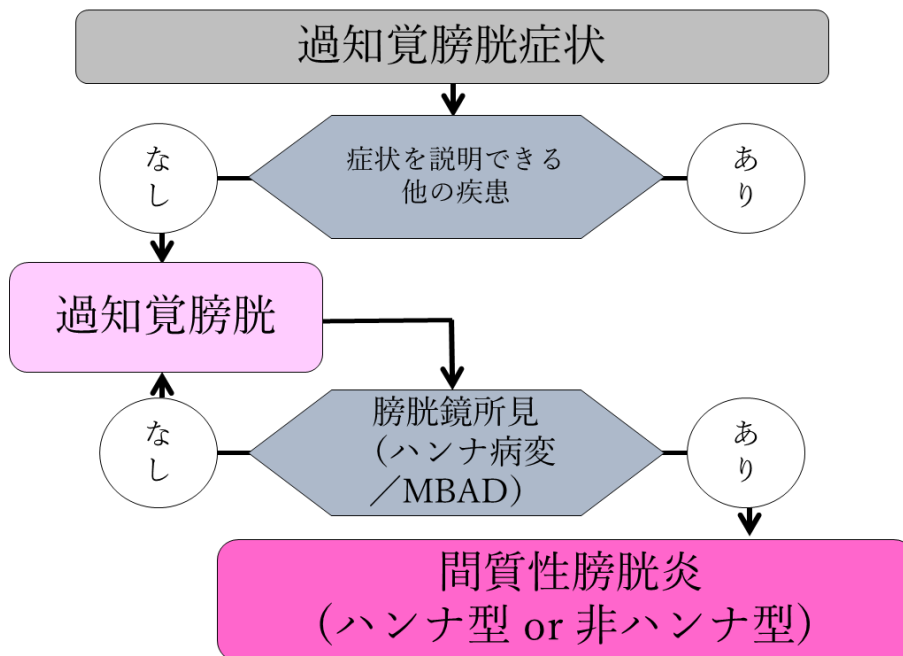 過知覚膀胱症状
症状を説明できる
他の疾患
なし
あり
過知覚膀胱
膀胱鏡所見
（ハンナ病変
／MBAD）
なし
あり
間質性膀胱炎
（ハンナ型 or 非ハンナ型）